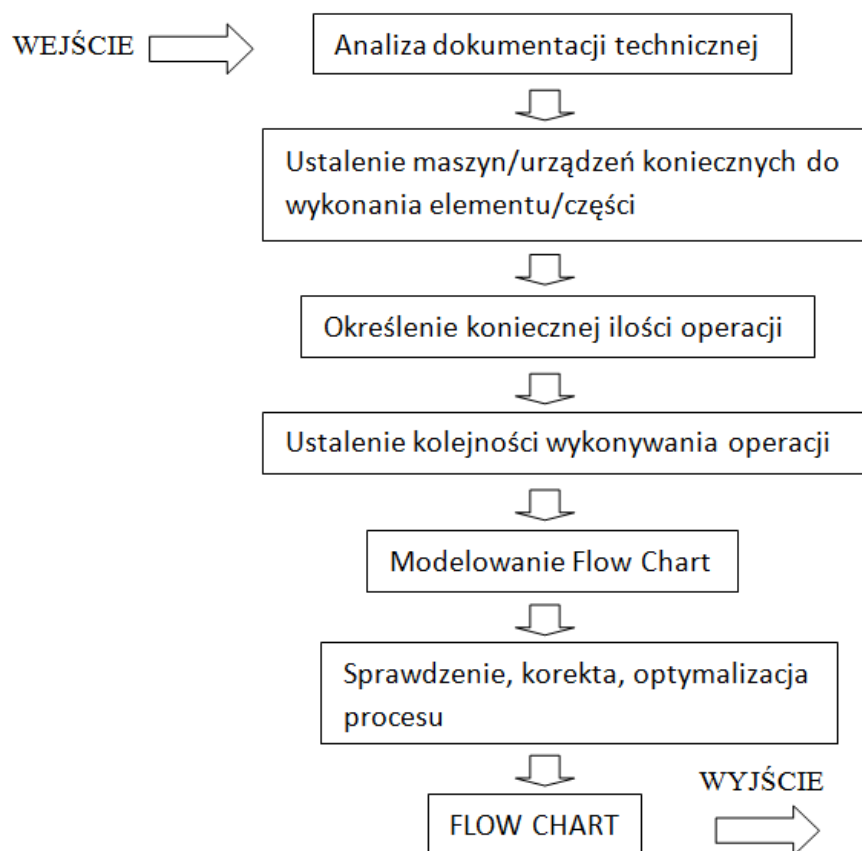 WEJŚCIE
Analiza dokumentacji technicznej
Ustalenie maszyn/urządzeń koniecznych do
wykonania elementu/części
Określenie koniecznej ilości operacji
Ustalenie kolejności wykonywania operacji
Modelowanie Flow Chart
Sprawdzenie, korekta, optymalizacja
procesu
WYJŚCIE
FLOW CHART